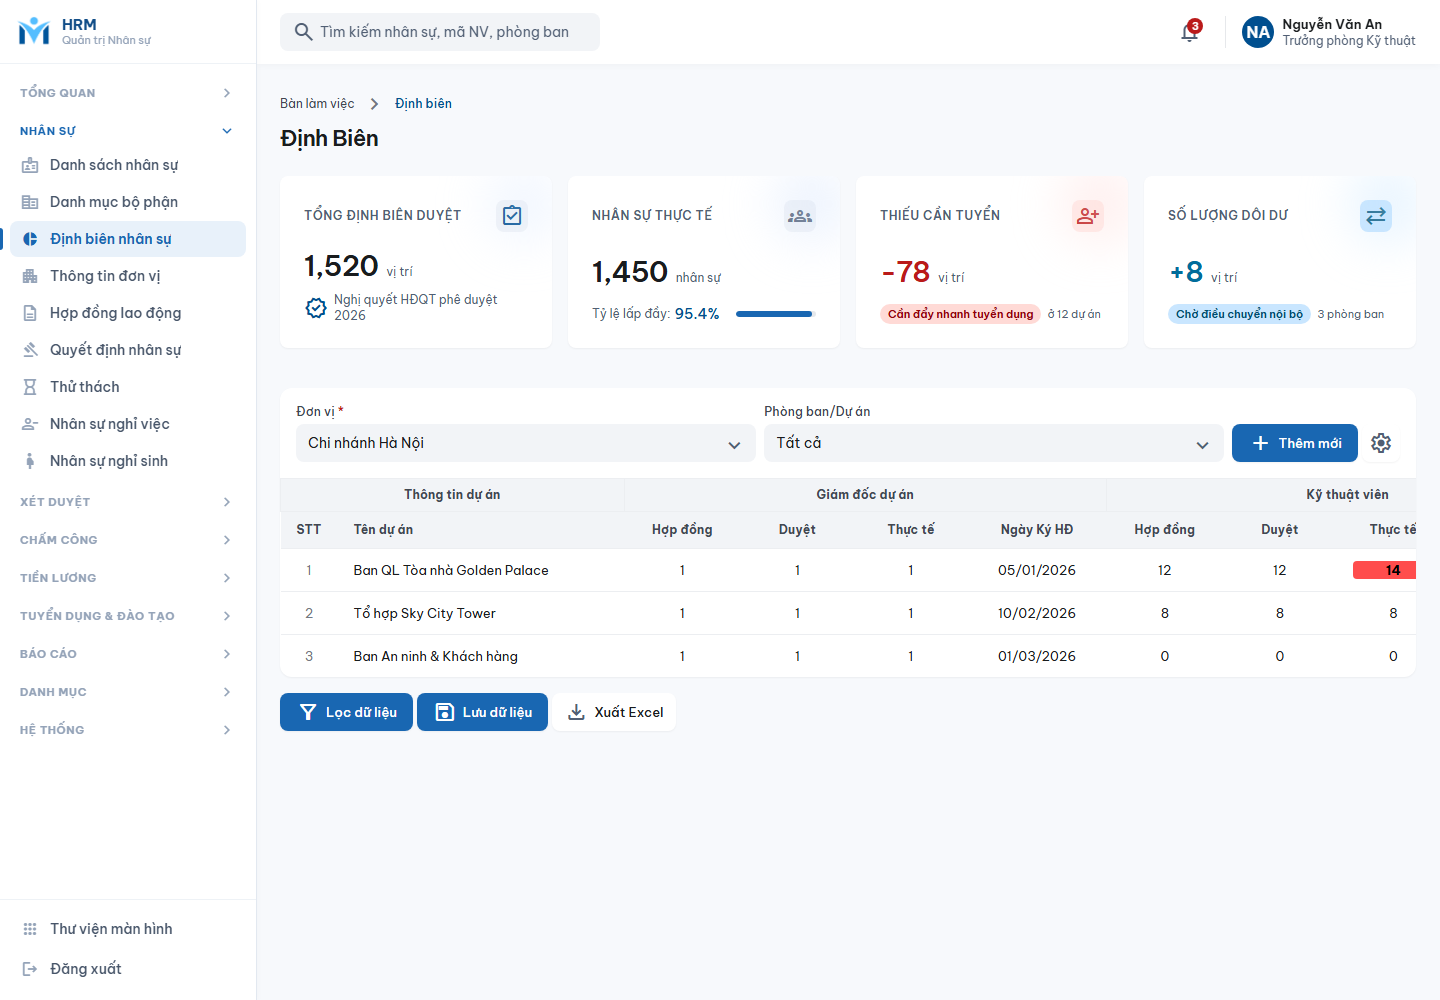 HRM
Quản trị Nhân sự
TỔNG QUAN
NHÂN SỰ
Danh sách nhân sự
Danh mục bộ phận
Định biên nhân sự
Thông tin đơn vị
Hợp đồng lao động
Quyết định nhân sự
Thử thách
Nhân sự nghỉ việc
Nhân sự nghỉ sinh
XÉT DUYỆT
CHẤM CÔNG
TIỀN LƯƠNG
TUYỂN DỤNG & ĐÀO TẠO
BÁO CÁO
DANH MỤC
HỆ THỐNG
Thư viện màn hình
Đăng xuất
Tìm kiếm nhân sự, mã NV, phòng ban
3
NA
Nguyễn Văn An
Trưởng phòng Kỹ thuật
Bàn làm việc
Định biên
Định Biên
TỔNG ĐỊNH BIÊN DUYỆT
1,520 vị trí
Nghị quyết HĐQT phê duyệt
2026
NHÂN SỰ THỰC TẾ
1,450 nhân sự
Tỷ lệ lấp đầy: 95.4%
THIẾU CẦN TUYỂN
-78 vị trí
Cần đẩy nhanh tuyển dụng ở 12 dự án
SỐ LƯỢNG DÔI DƯ
+8 vị trí
Chờ điều chuyển nội bộ 3 phòng ban
Đơn vị *
Chi nhánh Hà Nội
Phòng ban/Dự án
Tất cả
Thêm mới
Thông tin dự án Giám đốc dự án Kỹ thuật viên
STT Tên dự án Hợp đồng Duyệt Thực tế Ngày Ký HĐ Hợp đồng Duyệt Thực tế
1 Ban QL Tòa nhà Golden Palace 1 1 1 05/01/2026 12 12 14
2 Tổ hợp Sky City Tower 1 1 1 10/02/2026 8 8 8
3 Ban An ninh & Khách hàng 1 1 1 01/03/2026 0 0 0
Lọc dữ liệu
Lưu dữ liệu
Xuất Excel